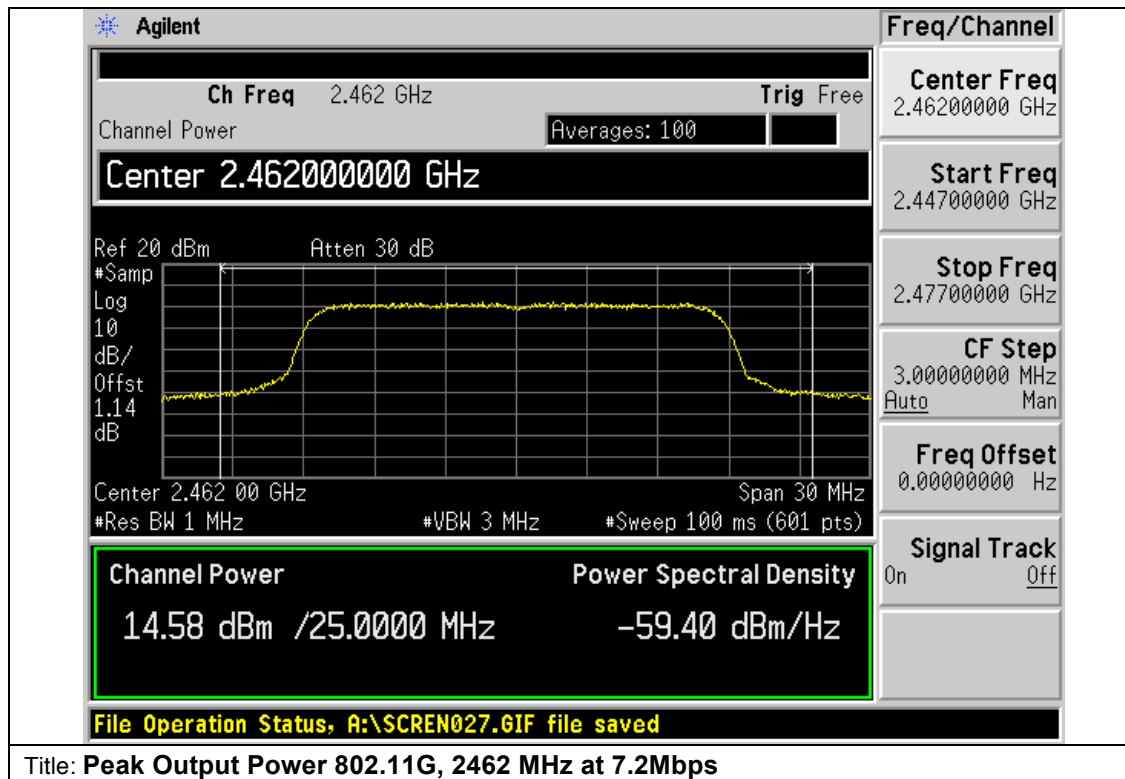 Agilent
Freq/Channel
Ch Freq 2.462 GHz Trig Free
Channel Power Averages: 100
Center 2.462000000 GHz
Ref 20 dBm Atten 30 dB
#Samp
Log
10
dB/
Offst
1.14
dB
Center 2.462 00 GHz Span 30 MHz
#Res BW 1 MHz #VBW 3 MHz #Sweep 100 ms (601 pts)
Channel Power Power Spectral Density
14.58 dBm /25.0000 MHz -59.40 dBm/Hz
File Operation Status, A:\SCREN027.GIF file saved
Center Freq
2.46200000 GHz
Start Freq
2.44700000 GHz
Stop Freq
2.47700000 GHz
CF Step
3.00000000 MHz
Auto Man
Freq Offset
0.00000000 Hz
Signal Track
On Off
Title: Peak Output Power 802.11G, 2462 MHz at 7.2Mbps